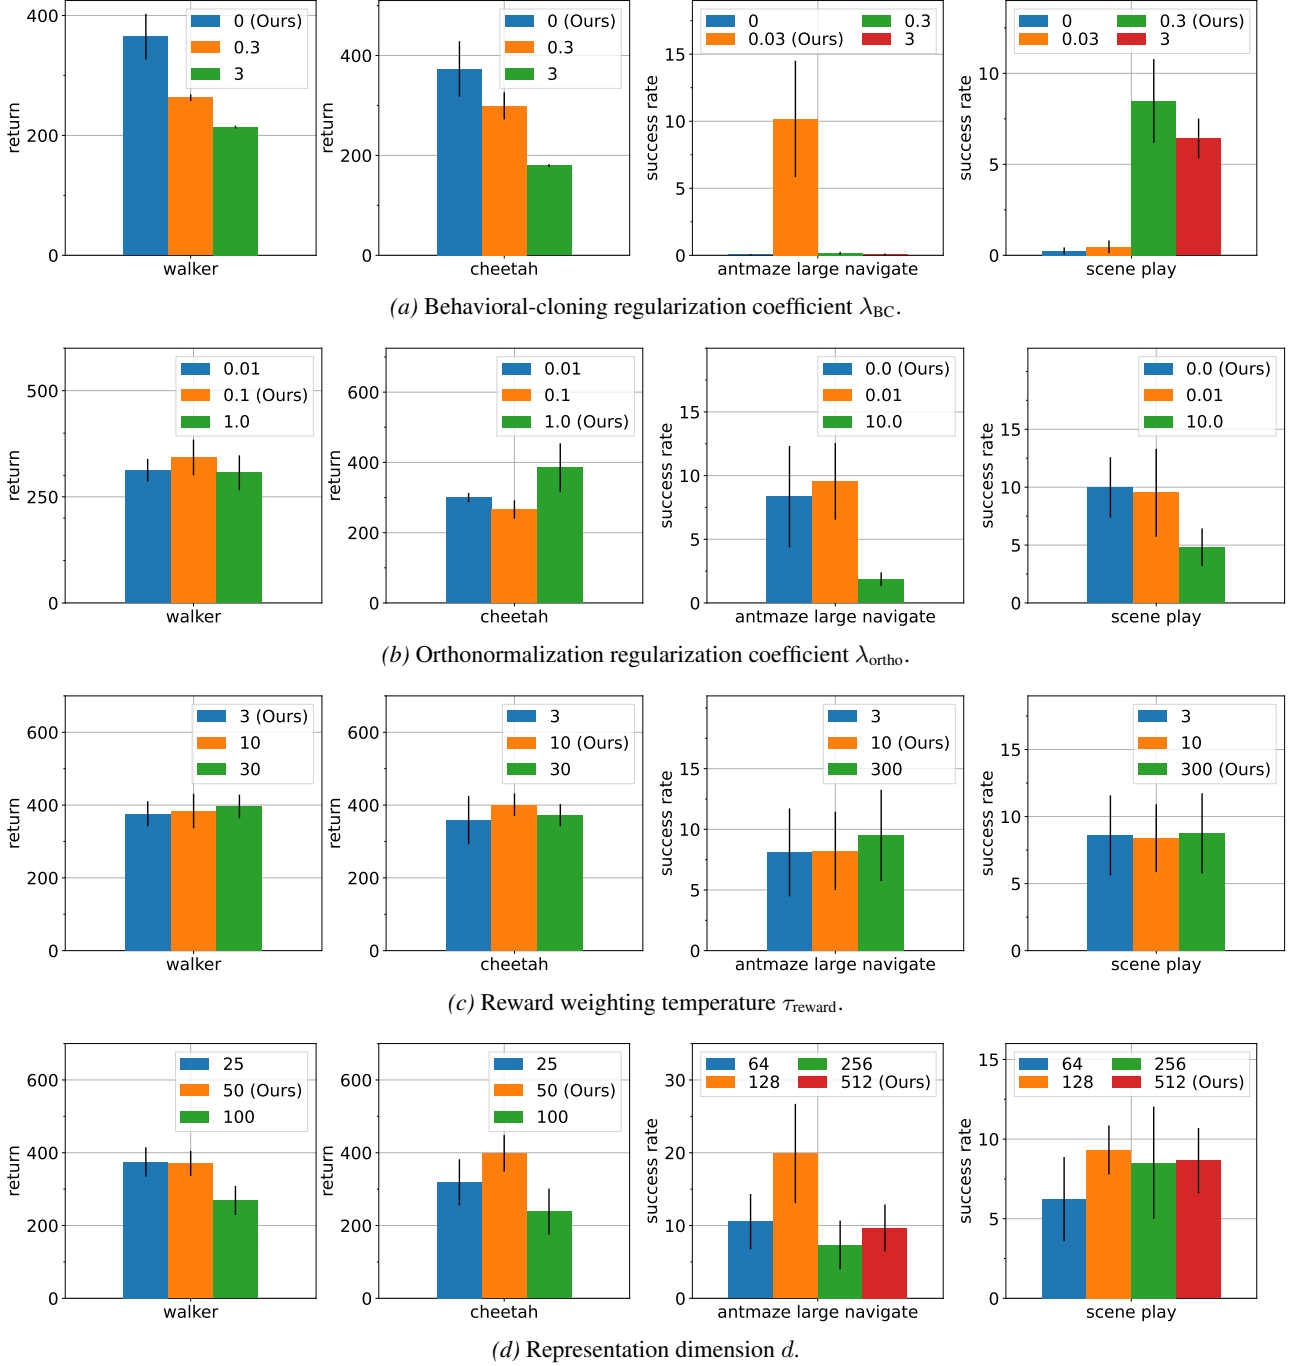 0 (Ours)
0.3
3
return
400
200
0
walker
0 (Ours)
0.3
3
return
400
200
0
cheetah
0
0.03 (Ours)
0.3
3
success rate
15
10
5
0
antmaze large navigate
0
0.03
0.3 (Ours)
3
success rate
10
5
0
scene play
(a) Behavioral-cloning regularization coefficient λBC.
0.01
0.1 (Ours)
1.0
return
500
250
0
walker
0.01
0.1
1.0 (Ours)
return
600
400
200
0
cheetah
0.0 (Ours)
0.01
10.0
success rate
15
10
5
0
antmaze large navigate
0.0 (Ours)
0.01
10.0
success rate
15
10
5
0
scene play
(b) Orthonormalization regularization coefficient λortho.
3 (Ours)
10
30
return
600
400
200
0
walker
3
10 (Ours)
30
return
600
400
200
0
cheetah
3
10 (Ours)
300
success rate
15
10
5
0
antmaze large navigate
3
10
300 (Ours)
success rate
15
10
5
0
scene play
(c) Reward weighting temperature τreward.
25
50 (Ours)
100
return
600
400
200
0
walker
25
50 (Ours)
100
return
600
400
200
0
cheetah
64
128
256
512 (Ours)
success rate
30
20
10
0
antmaze large navigate
64
128
256
512 (Ours)
success rate
15
10
5
0
scene play
(d) Representation dimension d.